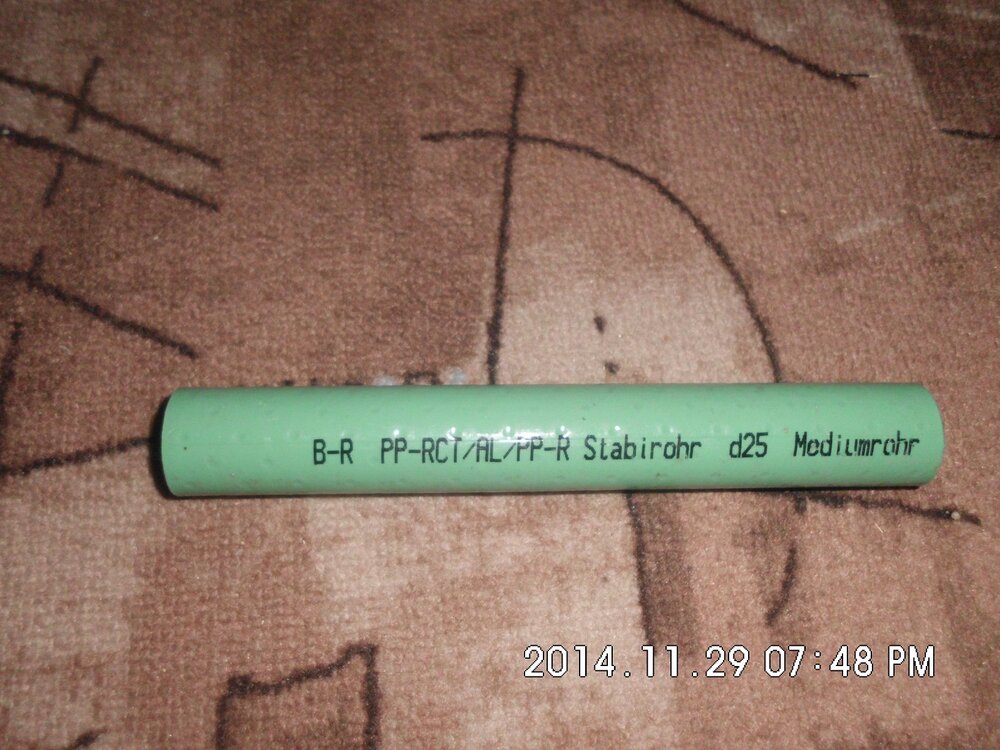 B-R PP-RCT/AL/PP-R Stabirohr d25 Mediumrohr
2014.11.29 07:48 PM